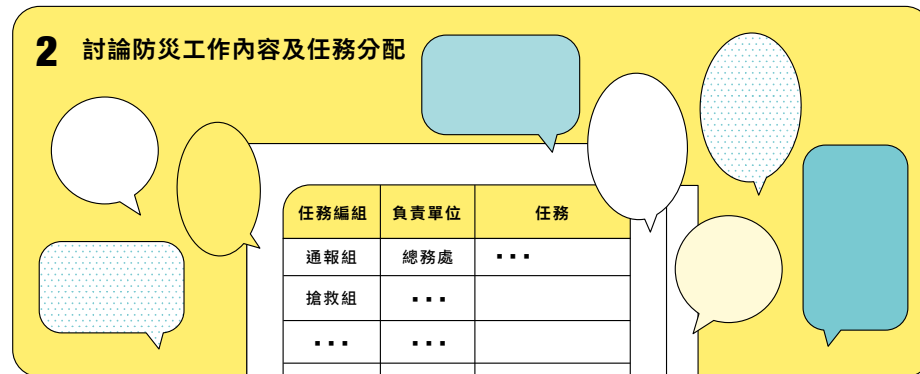 2 討論防災工作內容及任務分配
任務編組 負責單位 任務
通報組 總務處 ▪▪▪
搶救組 ▪▪▪
▪▪▪ ▪▪▪